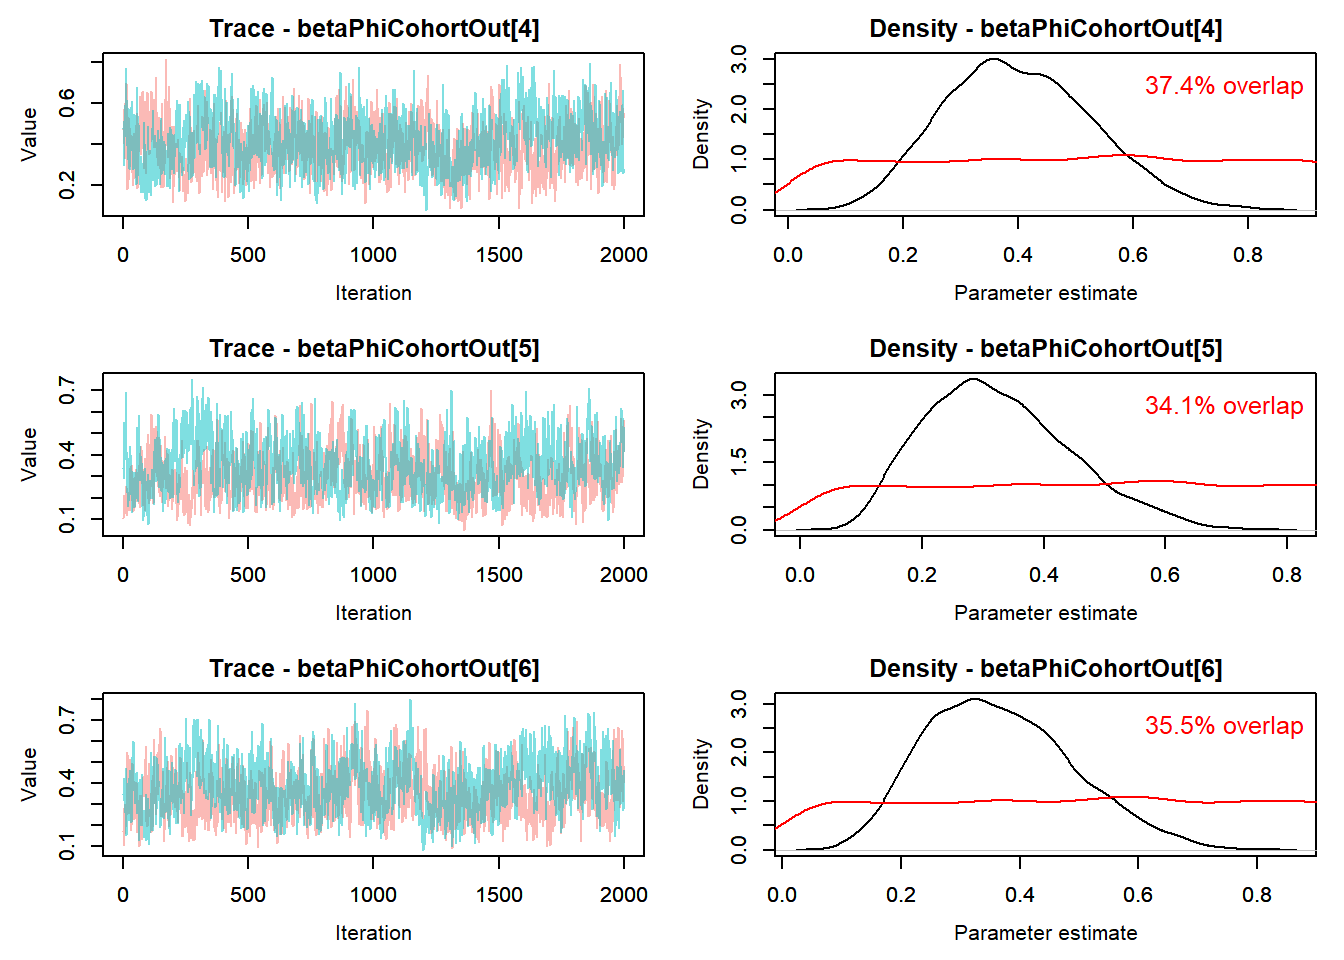 Trace - betaPhiCohortOut[4]
Value
0.2
0.6
0
500
1000
1500
2000
Iteration
Density - betaPhiCohortOut[4]
37.4% overlap
Density
0.0
1.0
2.0
3.0
0.0
0.2
0.4
0.6
0.8
Parameter estimate
Trace - betaPhiCohortOut[5]
Value
0.1
0.4
0.7
0
500
1000
1500
2000
Iteration
Density - betaPhiCohortOut[5]
34.1% overlap
Density
0.0
1.5
3.0
0.0
0.2
0.4
0.6
0.8
Parameter estimate
Trace - betaPhiCohortOut[6]
Value
0.1
0.4
0.7
0
500
1000
1500
2000
Iteration
Density - betaPhiCohortOut[6]
35.5% overlap
Density
0.0
1.0
2.0
3.0
0.0
0.2
0.4
0.6
0.8
Parameter estimate